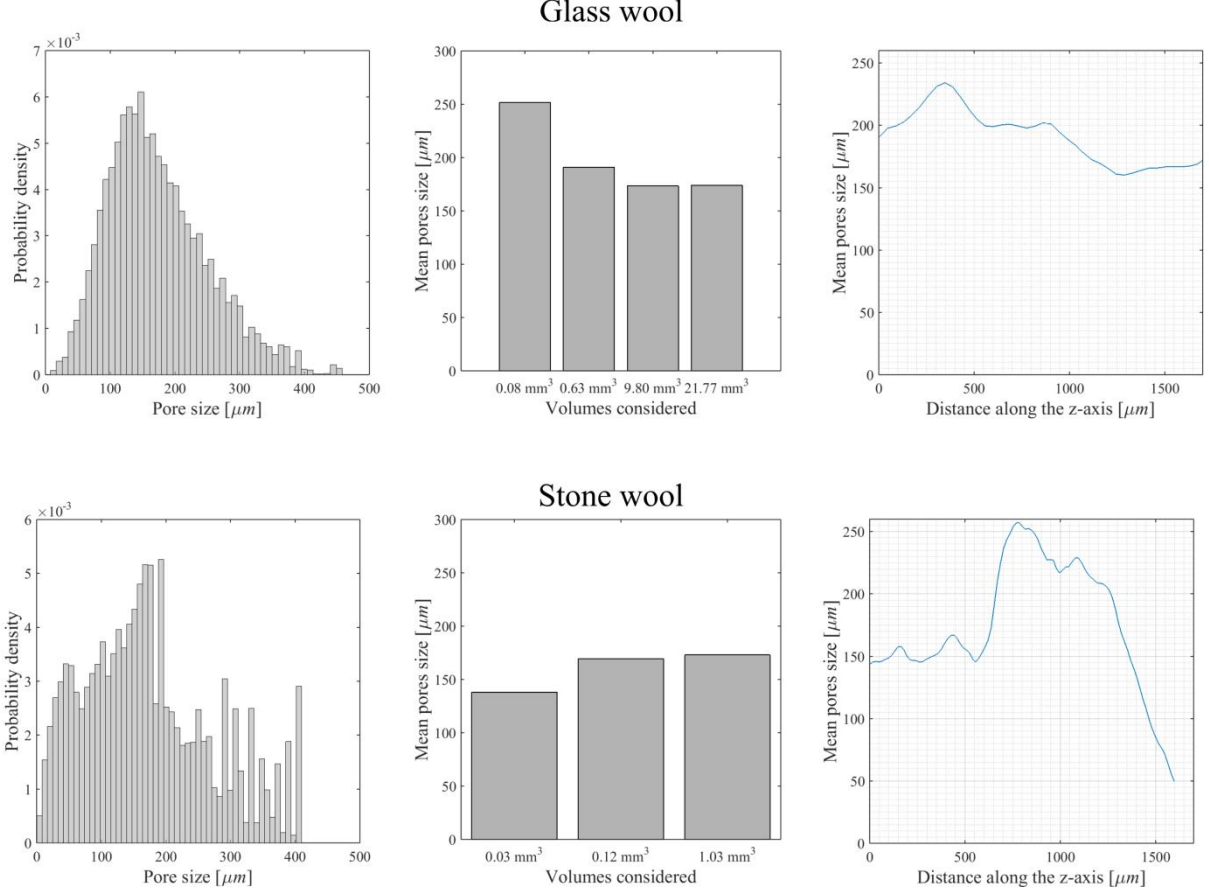 Glass wool
×10⁻³
7
6
5
4
3
2
1
0
Probability density
0 100 200 300 400 500
Pore size [μm]
300
250
200
150
100
50
0
Mean pores size [μm]
0.08 mm³ 0.63 mm³ 9.80 mm³ 21.77 mm³
Volumes considered
250
200
150
100
50
0
Mean pores size [μm]
0 500 1000 1500
Distance along the z-axis [μm]
Stone wool
×10⁻³
6
5
4
3
2
1
0
Probability density
0 100 200 300 400 500
Pore size [μm]
300
250
200
150
100
50
0
Mean pores size [μm]
0.03 mm³ 0.12 mm³ 1.03 mm³
Volumes considered
250
200
150
100
50
0
Mean pores size [μm]
0 500 1000 1500
Distance along the z-axis [μm]